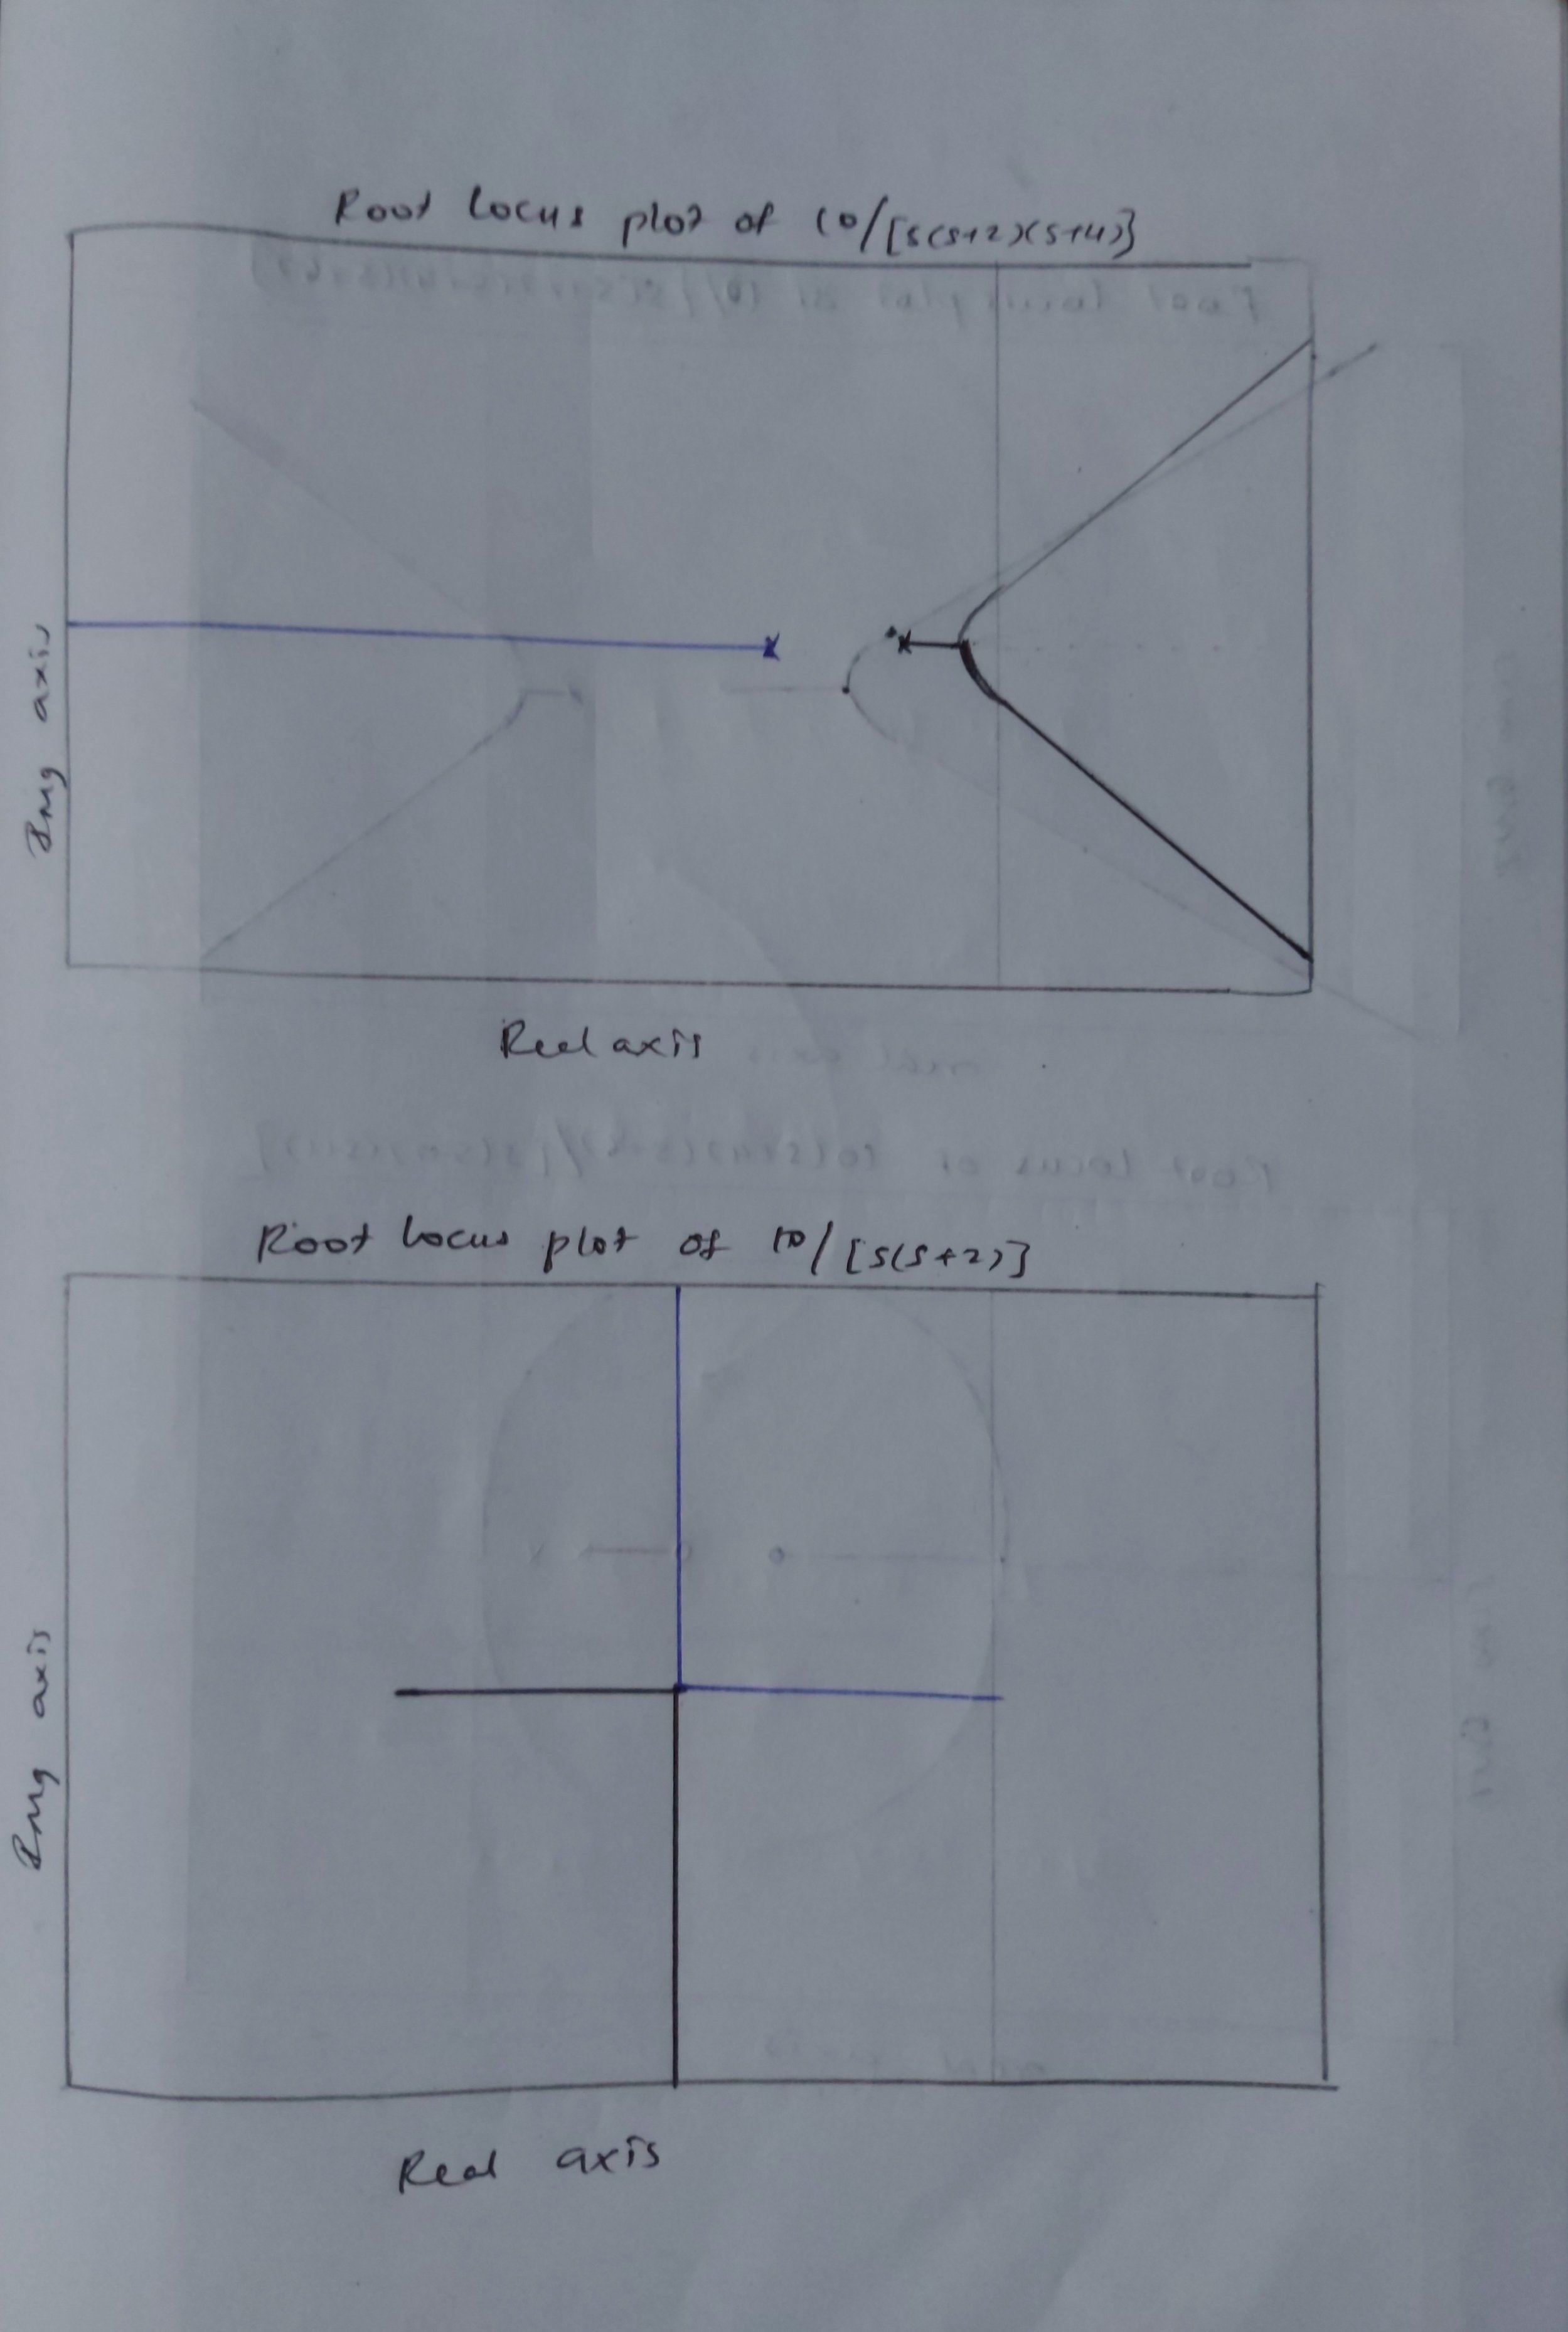 Root locus plot of 10/[s(s+2)(s+4)]
Img axis
Real axis
Root locus plot of 10/[s(s+2)]
Img axis
Real axis